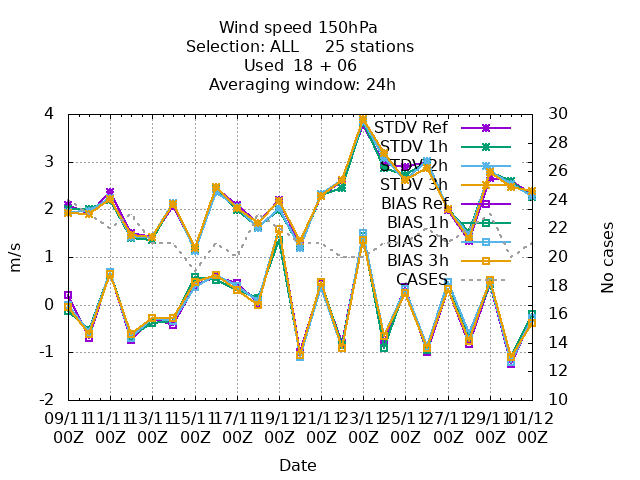 Wind speed 150hPa
Selection: ALL 25 stations
Used 18 + 06
Averaging window: 24h
4
3
2
1
0
-1
-2
m/s
30
28
26
24
22
20
18
16
14
12
10
No cases
STDV Ref
STDV 1h
STDV 2h
STDV 3h
BIAS Ref
BIAS 1h
BIAS 2h
BIAS 3h
CASES
09/11 11/11 13/11 15/11 17/11 19/11 21/11 23/11 25/11 27/11 29/11 01/12
00Z 00Z 00Z 00Z 00Z 00Z 00Z 00Z 00Z 00Z 00Z 00Z
Date